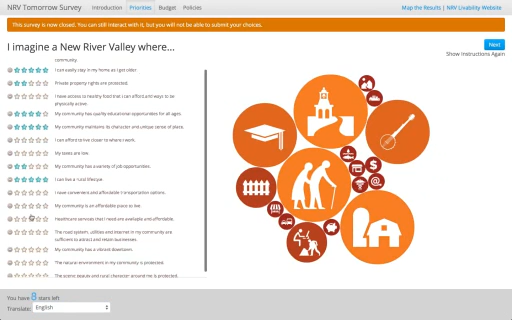 NRV Tomorrow Survey Introduction Priorities Budget Policies Map the Results | NRV Livability Website
This survey is now closed. You can still interact with it, but you will not be able to submit your choices.
I imagine a New River Valley where...
Next
Show Instructions Again
community.
I can easily stay in my home as I get older.
Private property rights are protected.
I have access to healthy food that I can afford and ways to be
physically active.
My community has quality educational opportunities for all ages.
My community maintains its character and unique sense of place.
I can afford to live closer to where I work.
My taxes are low.
My community has a variety of job opportunities.
I can live a rural lifestyle.
I have convenient and affordable transportation options.
My community is an affordable place to live.
Healthcare services that I need are available and affordable.
The road system, utilities and internet in my community are
sufficient to attract and retain businesses.
My community has a vibrant downtown.
The natural environment in my community is protected.
The scenic beauty and rural character around me is protected.
You have 8 stars left
Translate: English